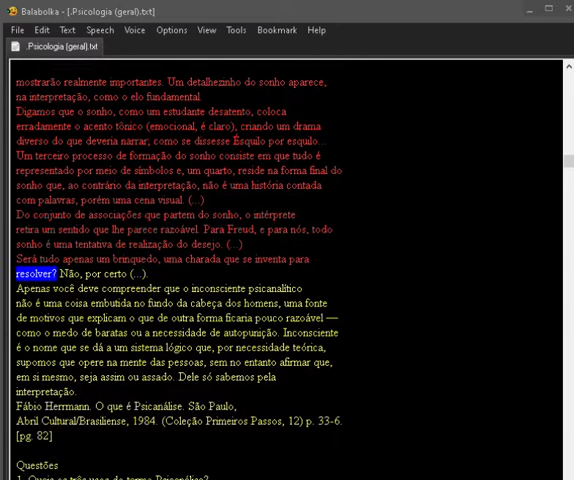 Balabolka - [.Psicologia (geral).txt]
File Edit Text Speech Voice Options View Tools Bookmark Help
.Psicologia (geral).txt
mostrarão realmente importantes. Um detalhezinho do sonho aparece,
na interpretação, como o elo fundamental.
Digamos que o sonho, como um estudante desatento, coloca
erradamente o acento tônico (emocional, é claro), criando um drama
diverso do que deveria narrar; como se dissesse Ésquilo por esquilo...
Um terceiro processo de formação do sonho consiste em que tudo é
representado por meio de símbolos e, um quarto, reside na forma final do
sonho que, ao contrário da interpretação, não é uma história contada
com palavras, porém uma cena visual. (...)
Do conjunto de associações que partem do sonho, o intérprete
retira um sentido que lhe parece razoável. Para Freud, e para nós, todo
sonho é uma tentativa de realização do desejo. (...)
Será tudo apenas um brinquedo, uma charada que se inventa para
resolver? Não, por certo (...).
Apenas você deve compreender que o inconsciente psicanalítico
não é uma coisa embutida no fundo da cabeça dos homens, uma fonte
de motivos que explicam o que de outra forma ficaria pouco razoável —
como o medo de baratas ou a necessidade de autopunição. Inconsciente
é o nome que se dá a um sistema lógico que, por necessidade teórica,
supomos que opere na mente das pessoas, sem no entanto afirmar que,
em si mesmo, seja assim ou assado. Dele só sabemos pela
interpretação.
Fábio Herrmann. O que é Psicanálise. São Paulo,
Abril Cultural/Brasiliense, 1984. (Coleção Primeiros Passos, 12) p. 33-6.
[pg. 82]
Questões
1. Quais os três usos do termo Psicanálise?